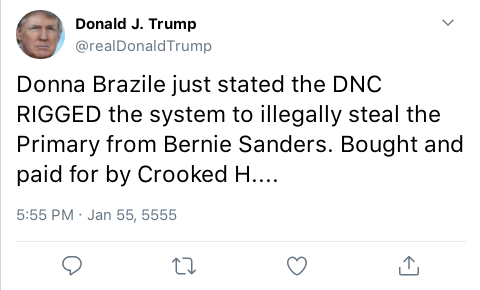 Donald J. Trump
@realDonaldTrump
Donna Brazile just stated the DNC
RIGGED the system to illegally steal the
Primary from Bernie Sanders. Bought and
paid for by Crooked H....
5:55 PM · Jan 55, 5555